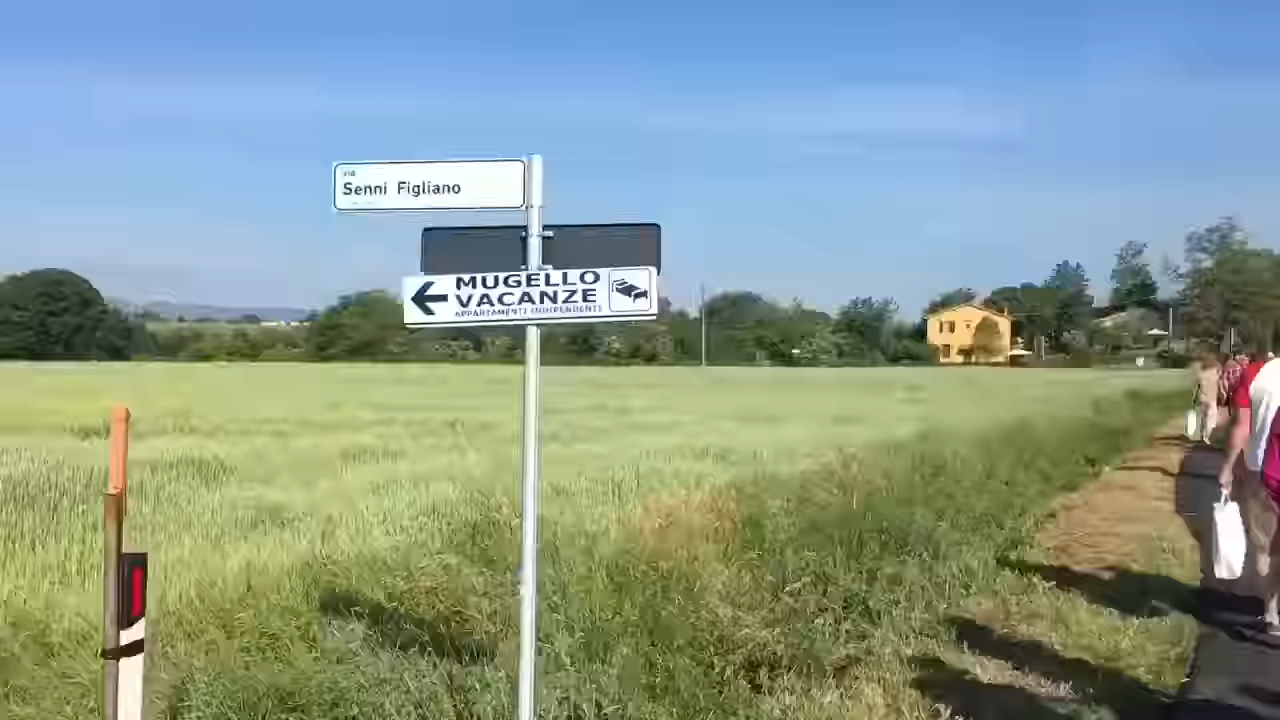 via
Senni Figliano
MUGELLO
VACANZE
APPARTAMENTI INDIPENDENTI